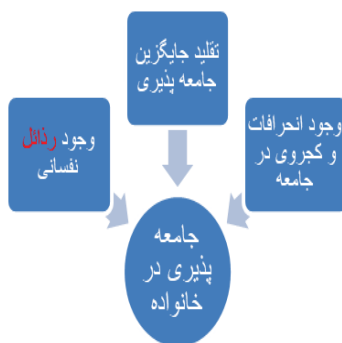 تقلید جایگزین
جامعه پذیری
وجود انحرافات
و کجروی در
جامعه
وجود رذائل
نفسانی
جامعه
پذیری در
خانواده